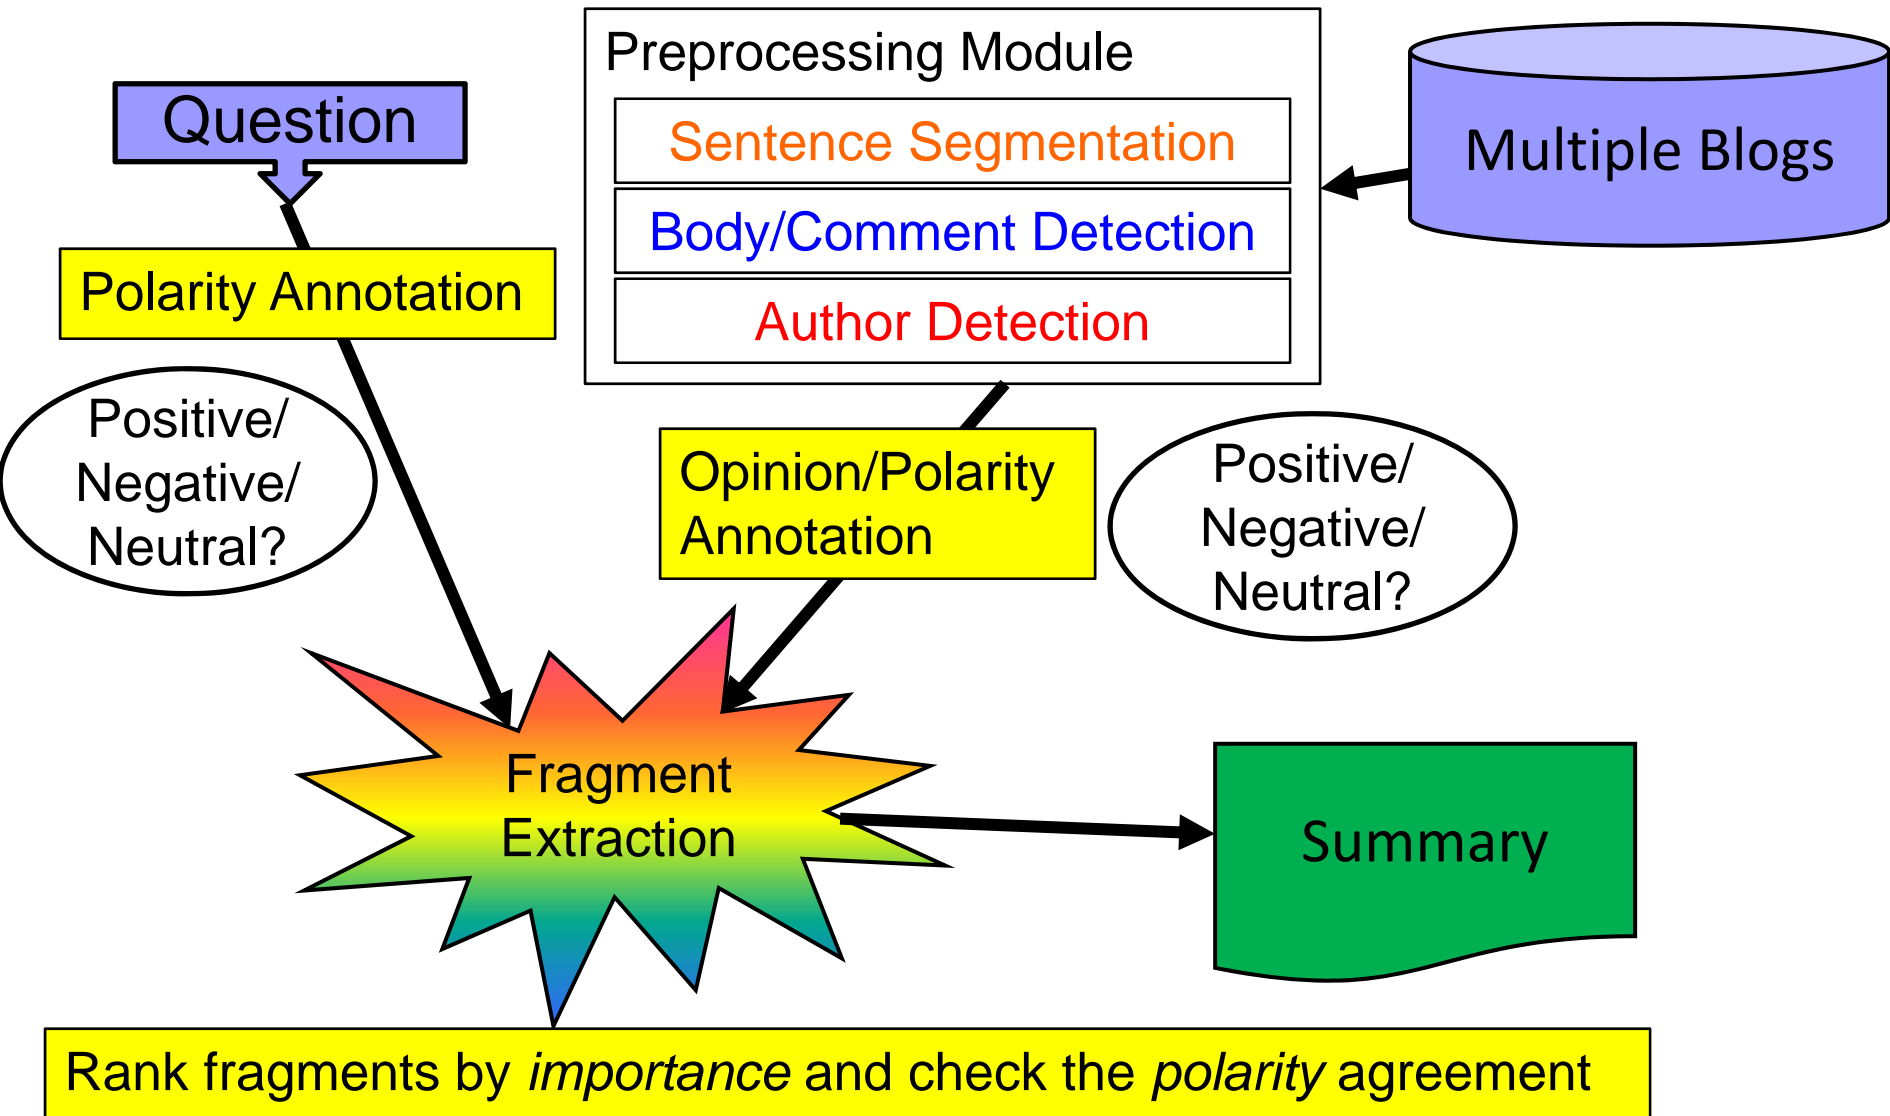 Preprocessing Module
Question
Sentence Segmentation
Multiple Blogs
Body/Comment Detection
Polarity Annotation
Author Detection
Positive/
Negative/
Neutral?
Opinion/Polarity
Annotation
Positive/
Negative/
Neutral?
Fragment
Extraction
Summary
Rank fragments by importance and check the polarity agreement